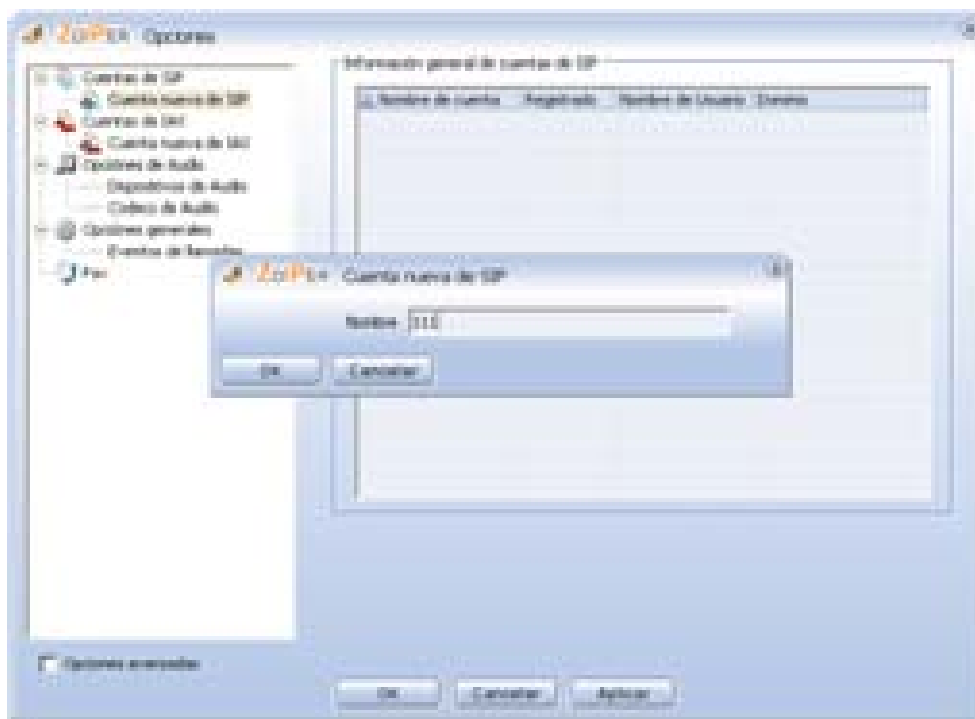 ZoiPer Opciones
Cuentas de SIP
Cuenta nueva de SIP
Cuentas de IAX
Cuenta nueva de IAX
Opciones de Audio
Dispositivos de Audio
Codecs de Audio
Opciones generales
Eventos de
Fax
Información general de cuentas de SIP
Nombre de cuenta Registrado Nombre de Usuario Dominio
ZoiPer Cuenta nueva de SIP
Nombre
OK Cancelar
Opciones avanzadas
OK Cancelar Aplicar